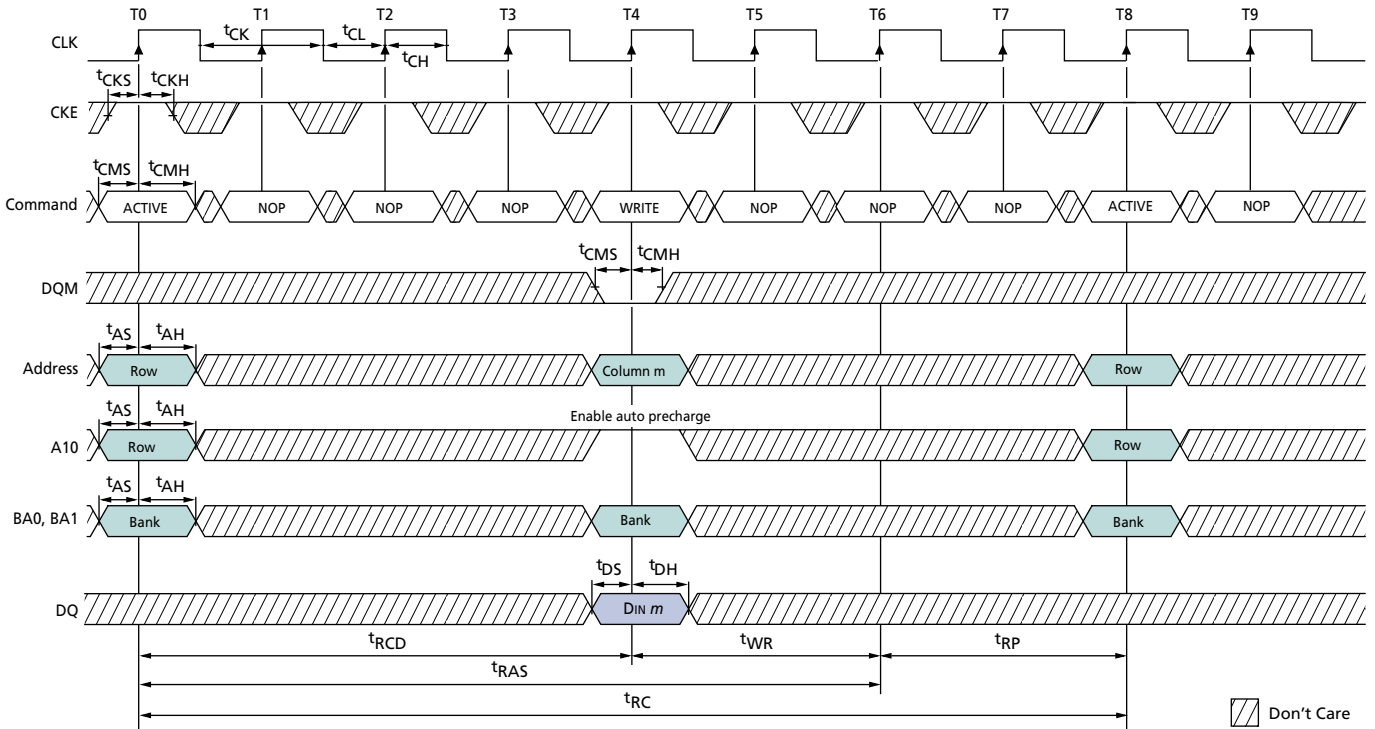 T0 T1 T2 T3 T4 T5 T6 T7 T8 T9
CLK
tCK tCL
tCH
tCKS tCKH
CKE
tCMS tCMH
Command ACTIVE NOP NOP NOP WRITE NOP NOP NOP ACTIVE NOP
tCMS tCMH
DQM
tAS tAH
Address Row Column m Row
tAS tAH Enable auto precharge
A10 Row Row
tAS tAH
BA0, BA1 Bank Bank Bank
tDS tDH
DQ DIN m
tRCD tWR tRP
tRAS
tRC
Don't Care